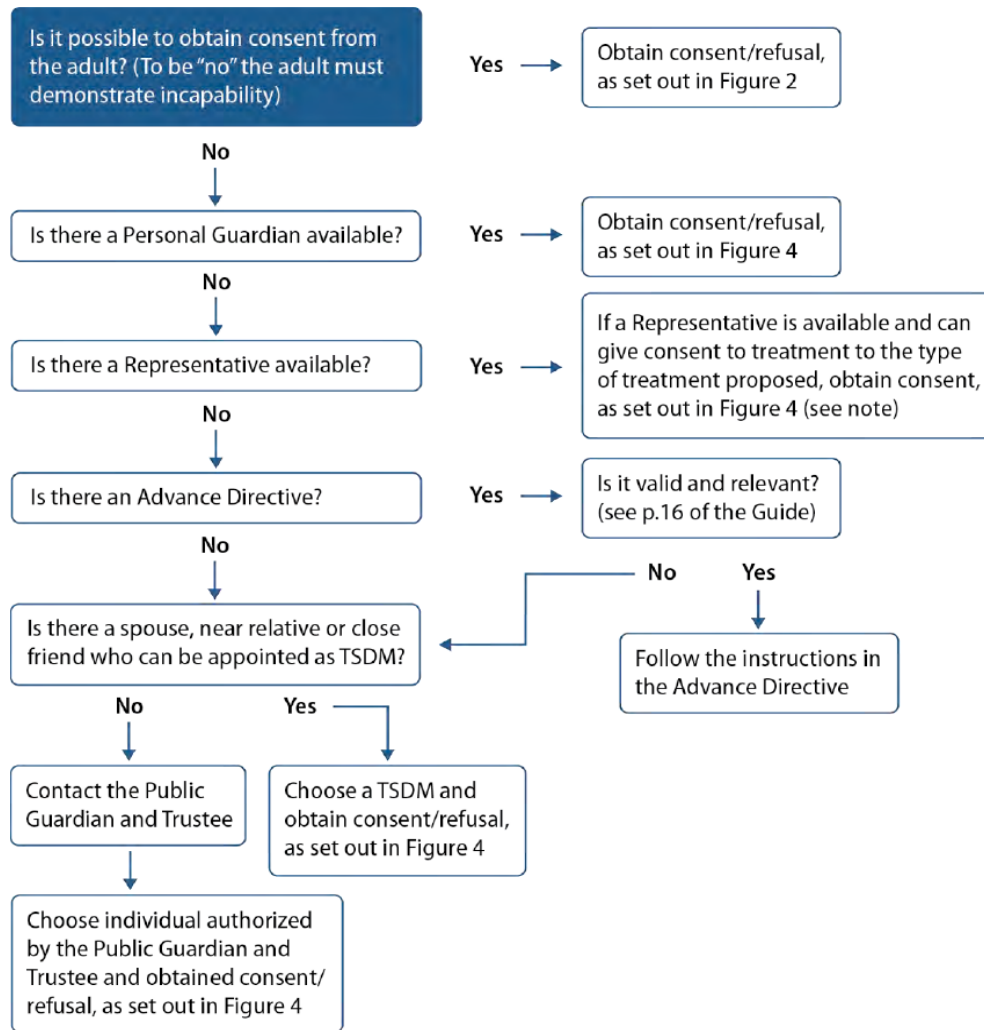 Is it possible to obtain consent from
the adult? (To be “no” the adult must
demonstrate incapability)
Yes
Obtain consent/refusal,
as set out in Figure 2
No
Is there a Personal Guardian available?
Yes
Obtain consent/refusal,
as set out in Figure 4
No
Is there a Representative available?
Yes
If a Representative is available and can
give consent to treatment to the type
of treatment proposed, obtain consent,
as set out in Figure 4 (see note)
No
Is there an Advance Directive?
Yes
Is it valid and relevant?
(see p.16 of the Guide)
No
No
Yes
Is there a spouse, near relative or close
friend who can be appointed as TSDM?
Follow the instructions in
the Advance Directive
No
Yes
Contact the Public
Guardian and Trustee
Choose a TSDM and
obtain consent/refusal,
as set out in Figure 4
Choose individual authorized
by the Public Guardian and
Trustee and obtained consent/
refusal, as set out in Figure 4